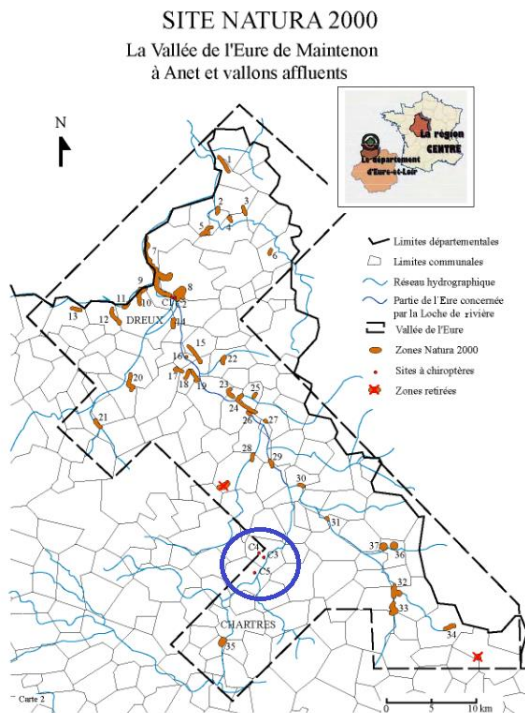 SITE NATURA 2000
La Vallée de l'Eure de Maintenon
à Anet et vallons affluents
N
La région
CENTRE
Le département
d'Eure-et-Loir
Limites départementales
Limites communales
Réseau hydrographique
Partie de l Eure concernée
par la Loche de rivière
Vallée de l'Eure
Zones Natura 2000
Sites à chiroptères
Zones retirées
1
2
3
4
5
6
7
9
8
11
10
13
12
DREUX
14
15
16
22
17
18
19
20
23
25
24
21
26
27
28
29
30
31
C3
C5
37
36
32
33
CHARTRES
34
35
Carte 2
0
5
10 km